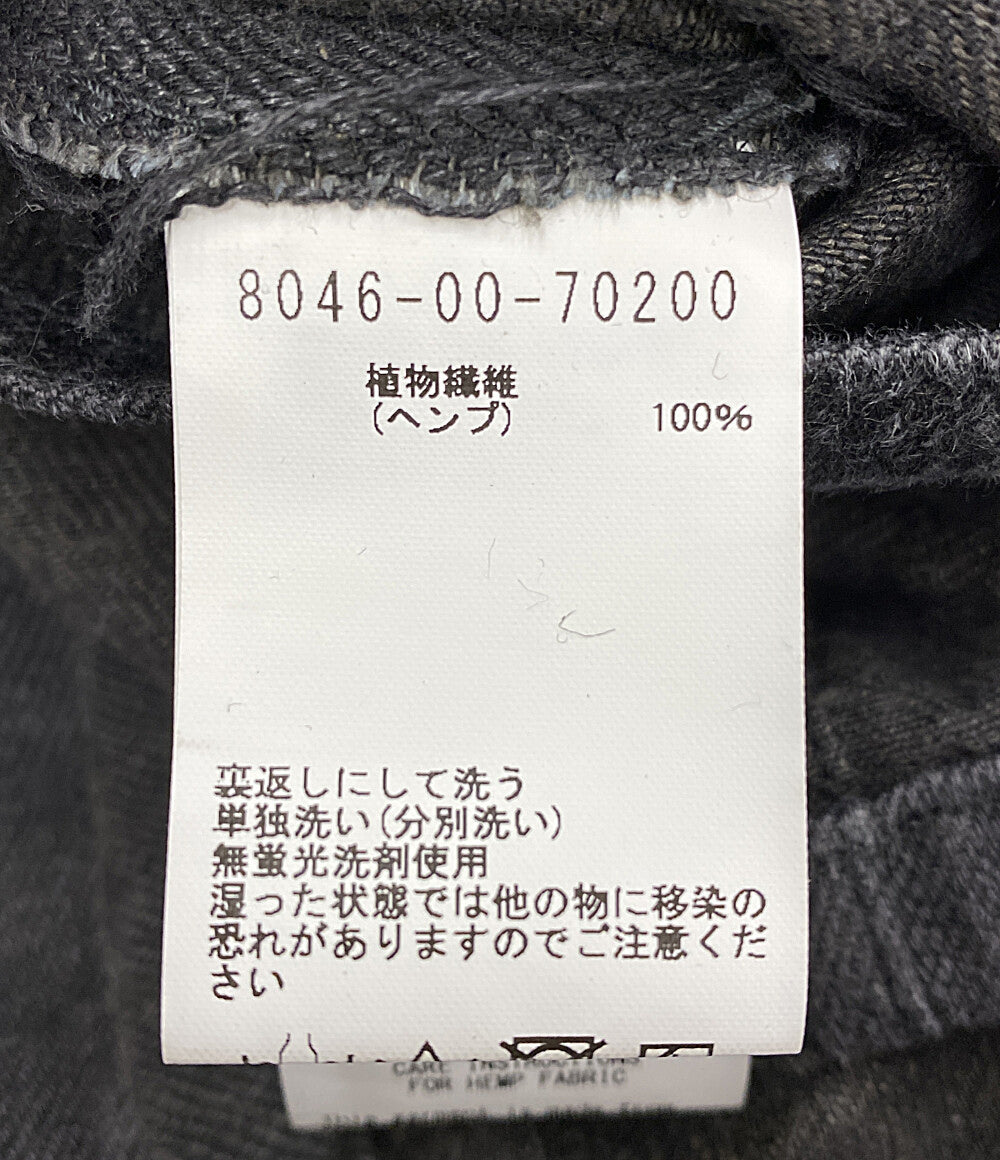 8046-00-70200
植物繊維
(ヘンプ) 100%
裏返しにして洗う
単独洗い(分別洗い)
無蛍光洗剤使用
湿った状態では他の物に移染の
恐れがありますのでご注意くだ
さい
CARE INSTRUCTIONS
FOR HEMP FABRIC